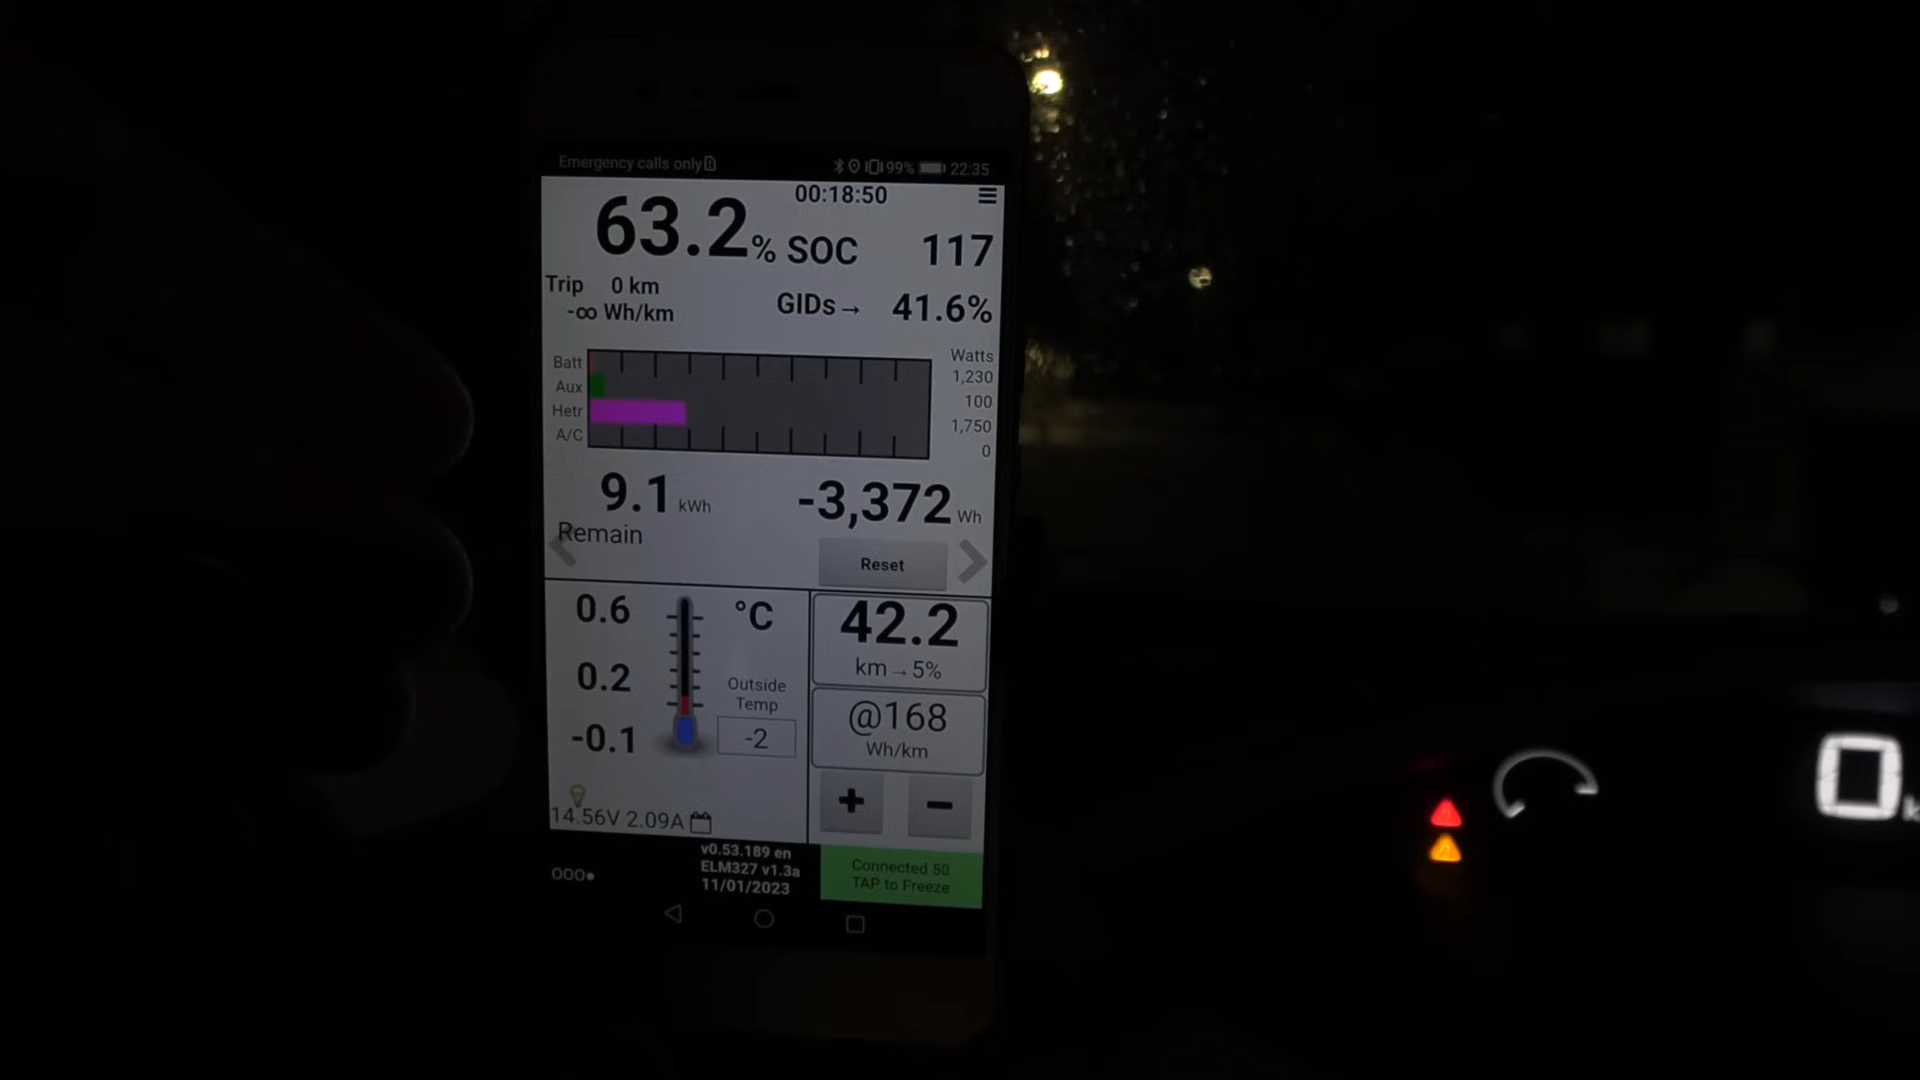 Emergency calls only
99% 22:35
00:18:50
63.2% SOC 117
Trip 0 km
-∞ Wh/km
GIDs→ 41.6%
Watts
Batt 1,230
Aux 100
Hetr 1,750
A/C 0
9.1 kWh -3,372 Wh
Remain
Reset
0.6 °C
0.2
Outside
Temp
-0.1 -2
14.56V 2.09A
42.2
km→5%
@168
Wh/km
+ −
v0.53.189 en
ELM327 v1.3a
11/01/2023
Connected 50
TAP to Freeze
0